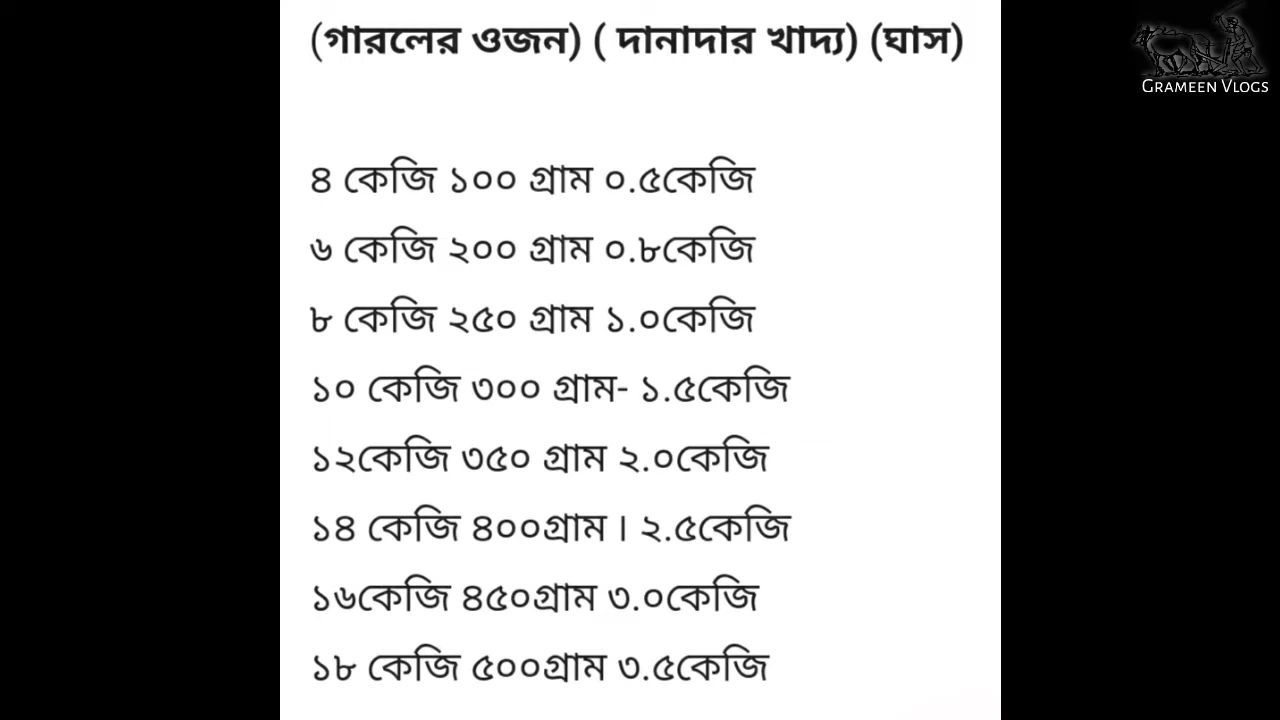 (গারলের ওজন) ( দানাদার খাদ্য) (ঘাস)
GRAMEEN VLOGS
৪ কেজি ১০০ গ্রাম ০.৫কেজি
৬ কেজি ২০০ গ্রাম ০.৮কেজি
৮ কেজি ২৫০ গ্রাম ১.০কেজি
১০ কেজি ৩০০ গ্রাম- ১.৫কেজি
১২কেজি ৩৫০ গ্রাম ২.০কেজি
১৪ কেজি ৪০০গ্রাম । ২.৫কেজি
১৬কেজি ৪৫০গ্রাম ৩.০কেজি
১৮ কেজি ৫০০গ্রাম ৩.৫কেজি